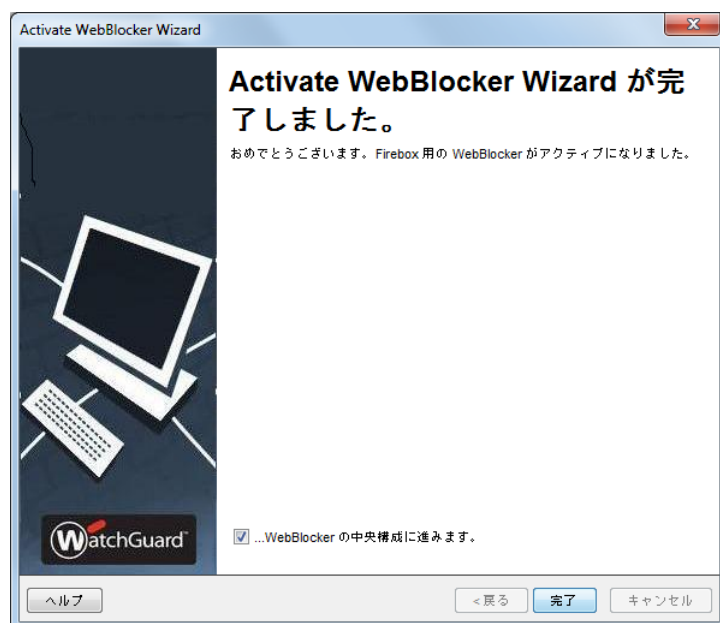 Activate WebBlocker Wizard
Activate WebBlocker Wizard が完
了しました。
おめでとうございます。Firebox 用の WebBlocker がアクティブになりました。
WatchGuard
...WebBlocker の中央構成に進みます。
ヘルプ
<戻る
完了
キャンセル